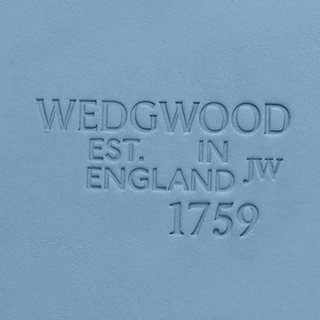 WEDGWOOD
EST. IN
ENGLAND JW
1759